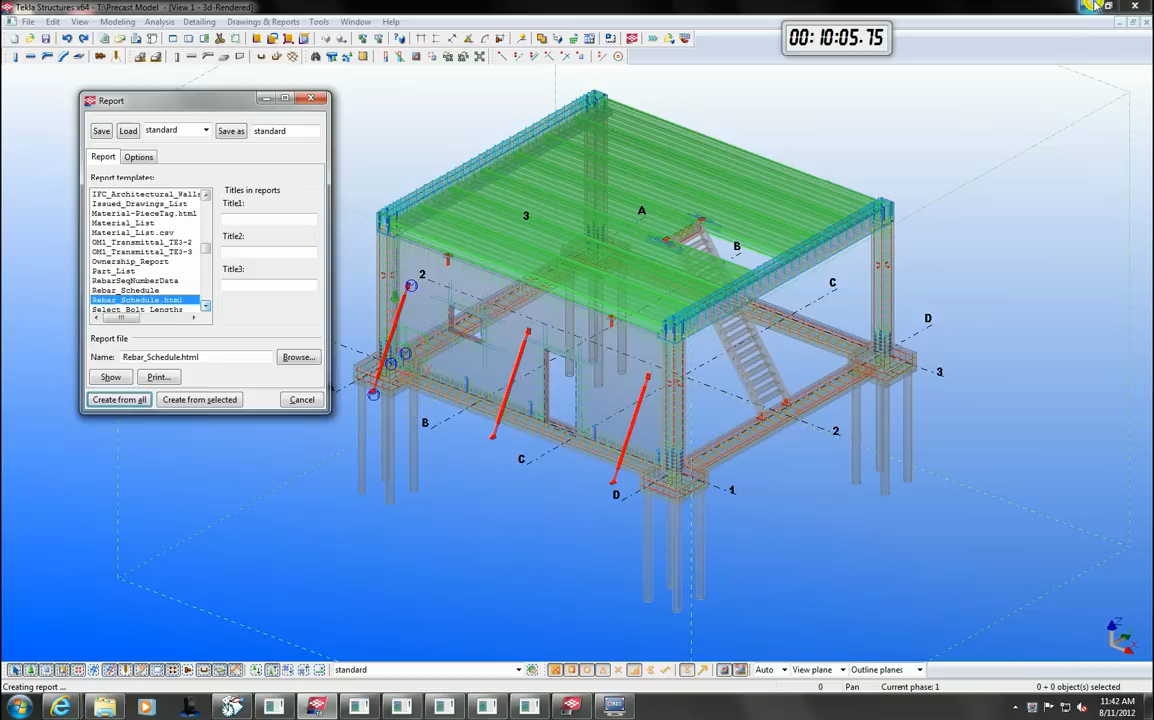 Tekla Structures x64 - [T:\Precast Model - [View 1 - 3d-Rendered]
File Edit View Modeling Analysis Detailing Drawings & Reports Tools Window Help
00: 10:05.75
Report
Save Load standard Save as standard
Report Options
Report templates:
IFC_Architectural_Walls
Issued_Drawings_List
Material-PieceTag.html
Material_List
Material_List.csv
OM1_Transmittal_TE3-2
OM1_Transmittal_TE3-3
Ownership_Report
Part_List
RebarSeqNumberData
Rebar_Schedule
Rebar_Schedule.html
Select_Bolt_Lengths
Titles in reports
Title1:
Title2:
Title3:
Report file
Name: Rebar_Schedule.html Browse...
Show Print...
Create from all Create from selected Cancel
A
3
B
2
C
D
3
B
2
C
1
D
Z
standard
Auto View plane Outline planes
Creating report ...
0 Pan Current phase: 1 0 + 0 object(s) selected
11:42 AM
8/11/2012